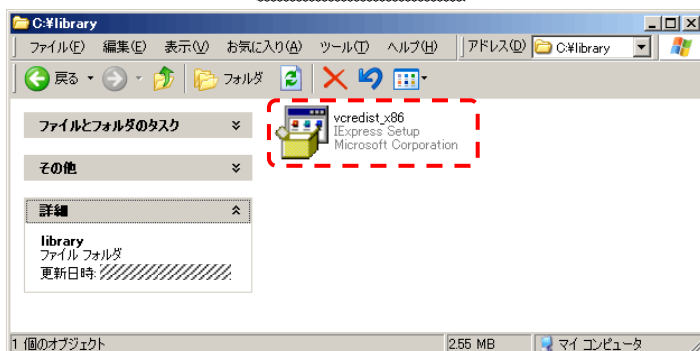 C:¥library
ファイル(F) 編集(E) 表示(V) お気に入り(A) ツール(T) ヘルプ(H) アドレス(D) C:¥library
戻る フォルダ
ファイルとフォルダのタスク
その他
詳細
library
ファイル フォルダ
更新日時:
vcredist_x86
IExpress Setup
Microsoft Corporation
1 個のオブジェクト 2.55 MB マイ コンピュータ